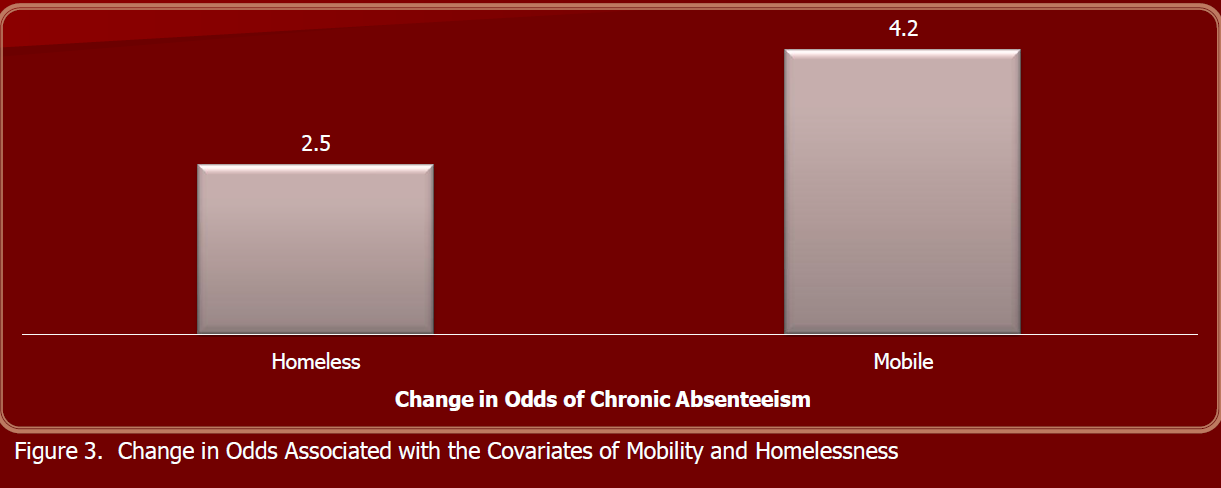 4.2
2.5
Homeless
Mobile
Change in Odds of Chronic Absenteeism
Figure 3.  Change in Odds Associated with the Covariates of Mobility and Homelessness